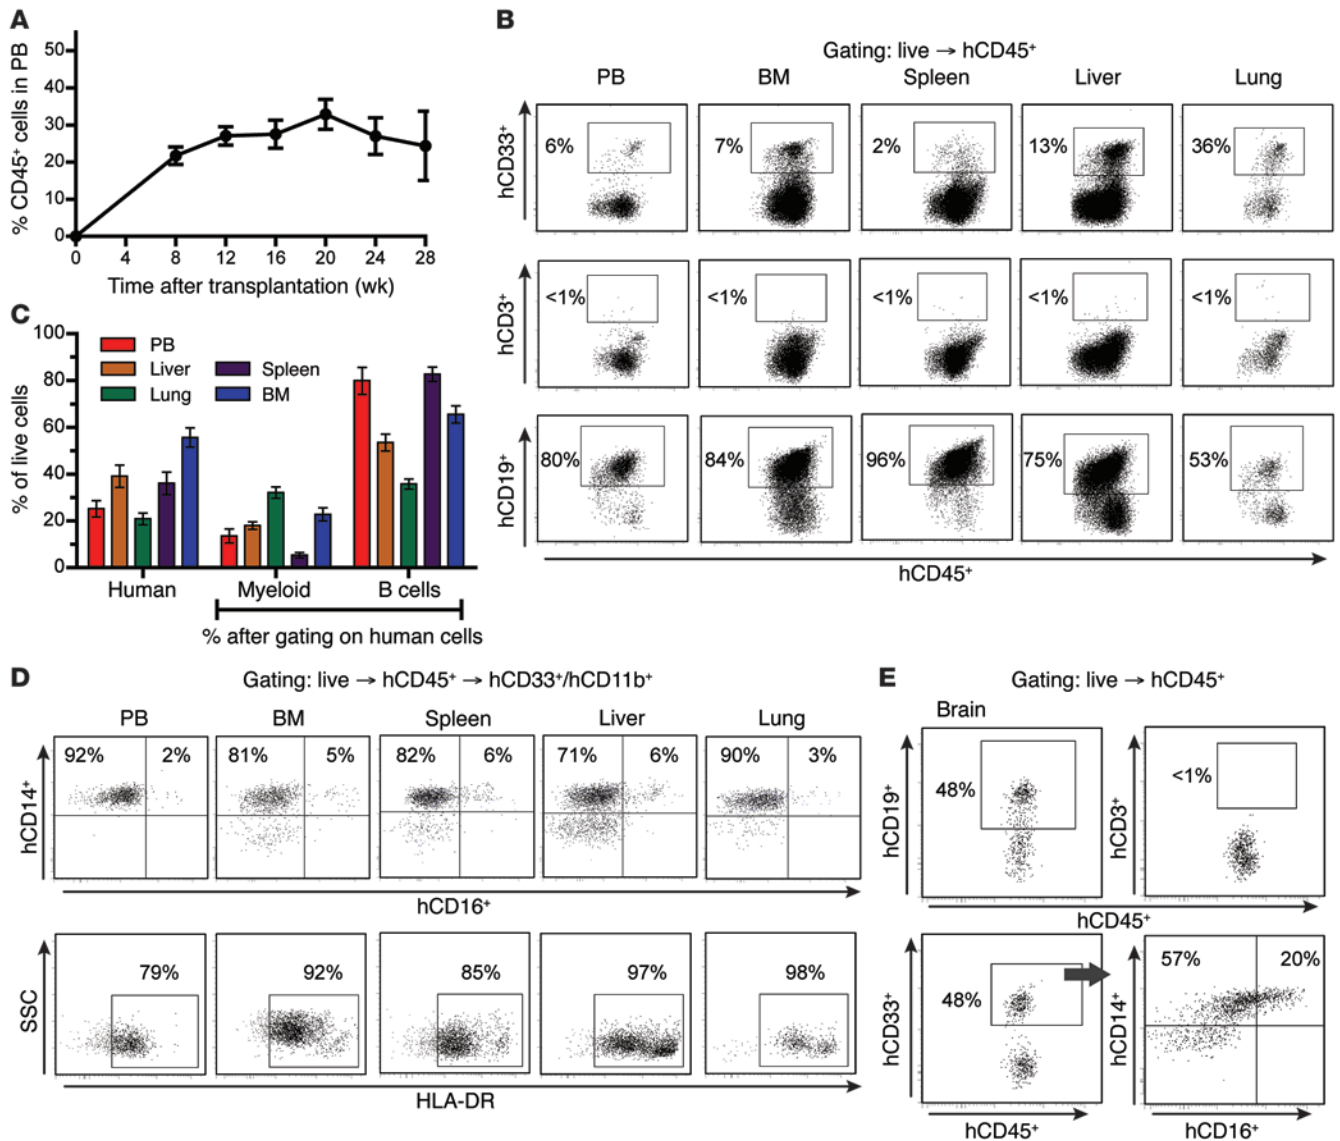 A
% CD45+ cells in PB
50
40
30
20
10
0
0 4 8 12 16 20 24 28
Time after transplantation (wk)
B
Gating: live → hCD45+
PB BM Spleen Liver Lung
hCD33+
6% 7% 2% 13% 36%
hCD3+
<1% <1% <1% <1% <1%
hCD19+
80% 84% 96% 75% 53%
hCD45+
C
% of live cells
100
80
60
40
20
0
PB
Liver Spleen
Lung BM
Human Myeloid B cells
% after gating on human cells
D
Gating: live → hCD45+ → hCD33+/hCD11b+
PB BM Spleen Liver Lung
hCD14+
92% 2% 81% 5% 82% 6% 71% 6% 90% 3%
hCD16+
SSC
79% 92% 85% 97% 98%
HLA-DR
E
Gating: live → hCD45+
Brain
hCD19+
48%
hCD3+
<1%
hCD45+
hCD33+
48%
hCD14+
57% 20%
hCD45+
hCD16+